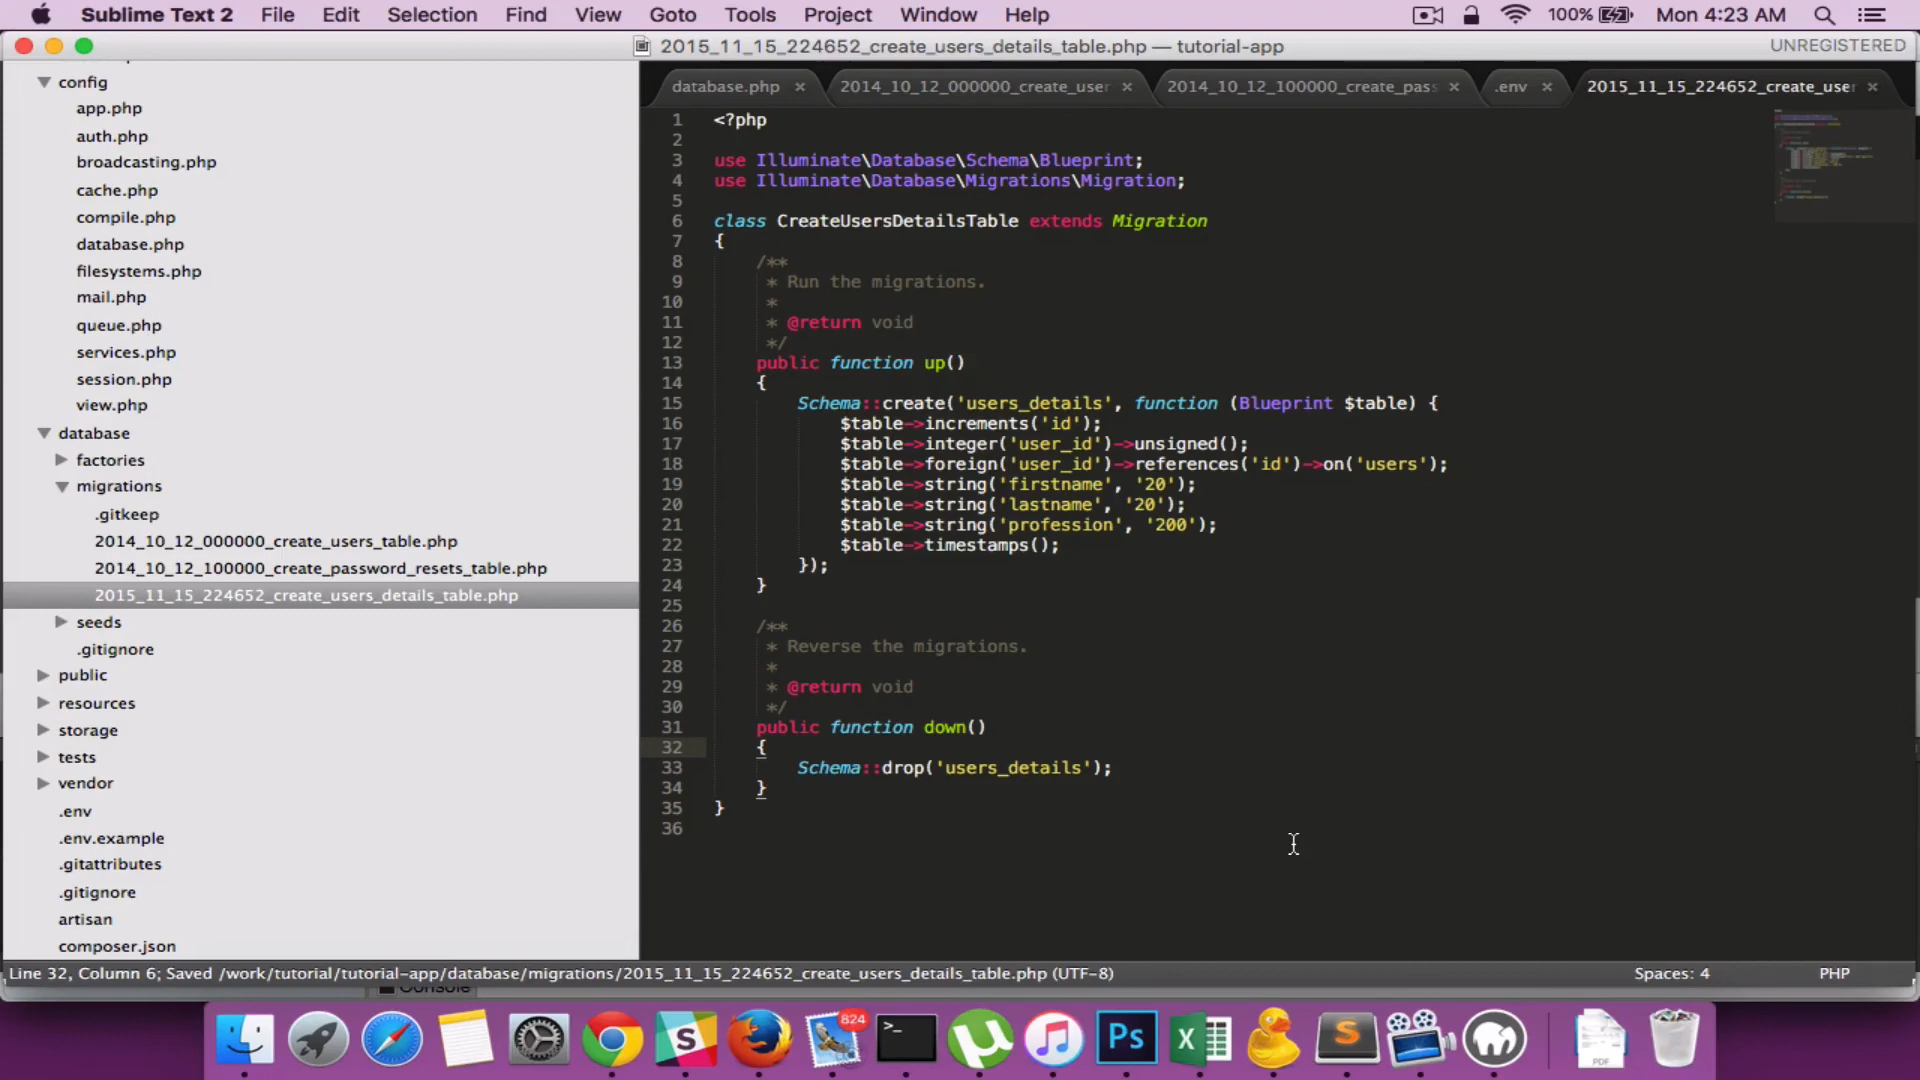 Sublime Text 2 File Edit Selection Find View Goto Tools Project Window Help 100% Mon 4:23 AM
2015_11_15_224652_create_users_details_table.php — tutorial-app UNREGISTERED
database.php × 2014_10_12_000000_create_user × 2014_10_12_100000_create_pas × .env × 2015_11_15_224652_create_use ×
config
app.php
auth.php
broadcasting.php
cache.php
compile.php
database.php
filesystems.php
mail.php
queue.php
services.php
session.php
view.php
database
factories
migrations
.gitkeep
2014_10_12_000000_create_users_table.php
2014_10_12_100000_create_password_resets_table.php
2015_11_15_224652_create_users_details_table.php
seeds
.gitignore
public
resources
storage
tests
vendor
.env
.env.example
.gitattributes
.gitignore
artisan
composer.json
1 <?php
2
3 use Illuminate\Database\Schema\Blueprint;
4 use Illuminate\Database\Migrations\Migration;
5
6 class CreateUsersDetailsTable extends Migration
7 {
8 /**
9 * Run the migrations.
10 *
11 * @return void
12 */
13 public function up()
14 {
15 Schema::create('users_details', function (Blueprint $table) {
16 $table->increments('id');
17 $table->integer('user_id')->unsigned();
18 $table->foreign('user_id')->references('id')->on('users');
19 $table->string('firstname', '20');
20 $table->string('lastname', '20');
21 $table->string('profession', '200');
22 $table->timestamps();
23 });
24 }
25
26 /**
27 * Reverse the migrations.
28 *
29 * @return void
30 */
31 public function down()
32 {
33 Schema::drop('users_details');
34 }
35 }
36
Line 32, Column 6; Saved /work/tutorial/tutorial-app/database/migrations/2015_11_15_224652_create_users_details_table.php (UTF-8) Spaces: 4 PHP
Console
824
>_
Ps
PDF